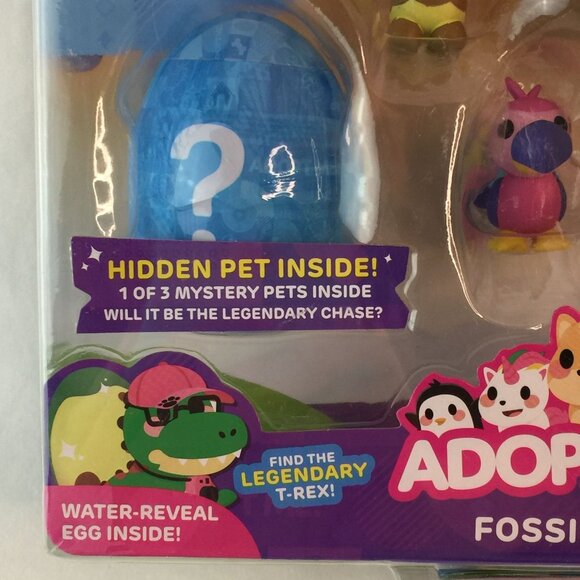 ?
HIDDEN PET INSIDE!
1 OF 3 MYSTERY PETS INSIDE
WILL IT BE THE LEGENDARY CHASE?
FIND THE
LEGENDARY
T-REX!
WATER-REVEAL
EGG INSIDE!
ADOP
FOSSI